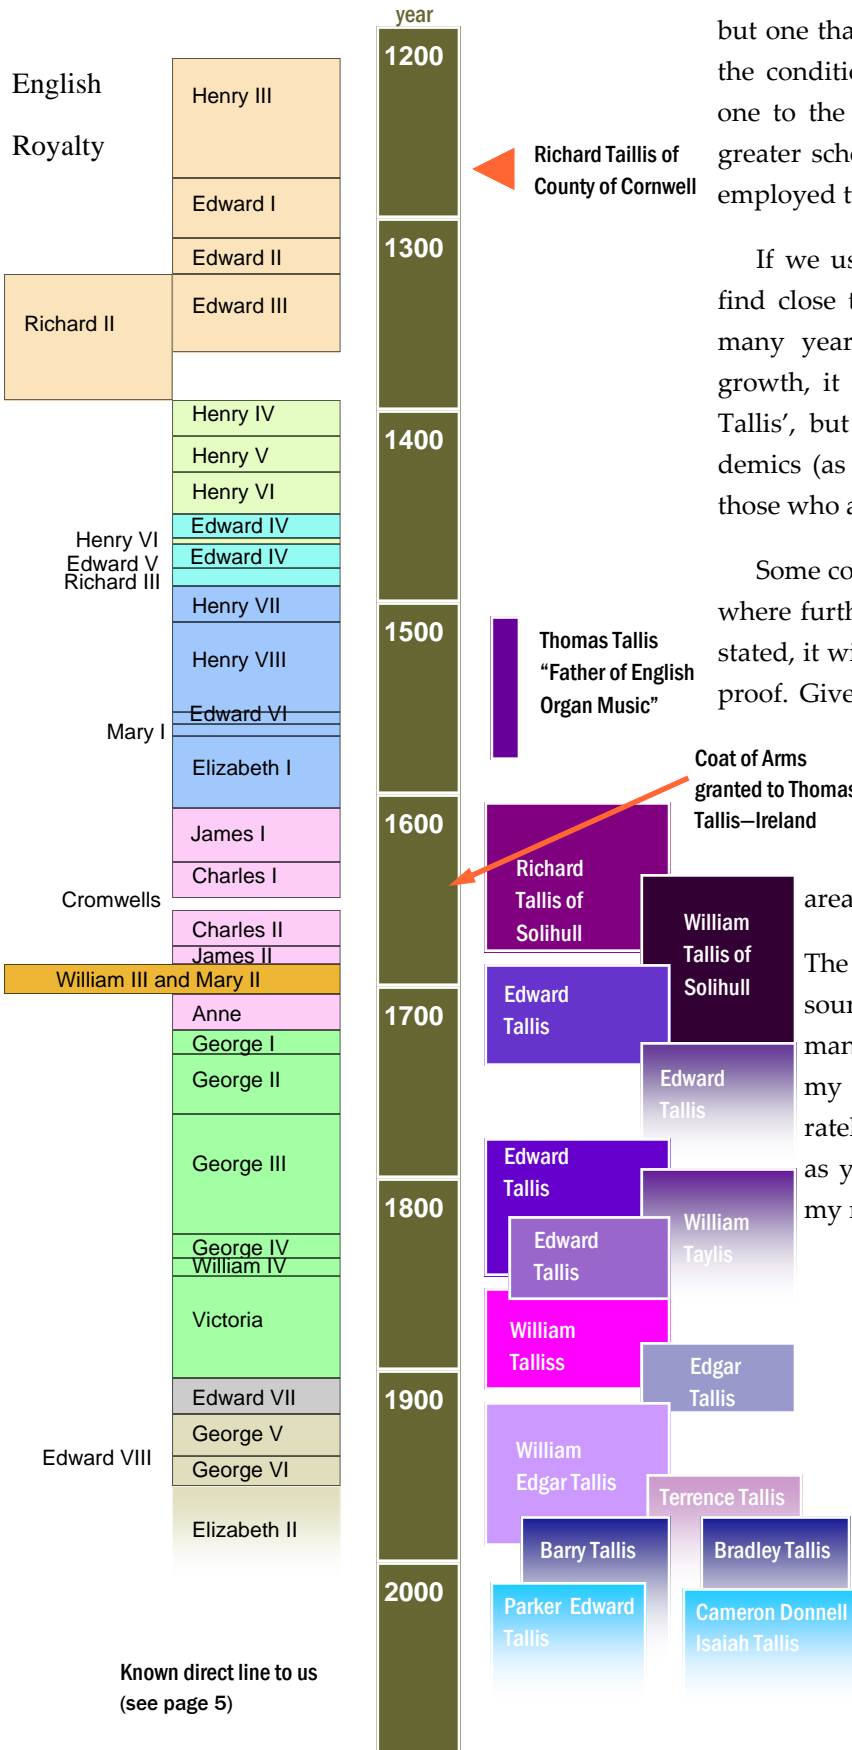 year
English
Royalty
Henry III
Edward I
Edward II
Edward III
Richard II
Henry IV
Henry V
Henry VI
Edward IV
Henry VI
Edward IV
Edward V
Richard III
Henry VII
Henry VIII
Edward VI
Mary I
Elizabeth I
James I
Charles I
Cromwells
Charles II
James II
William III and Mary II
Anne
George I
George II
George III
George IV
William IV
Victoria
Edward VII
George V
Edward VIII
George VI
Elizabeth II
Known direct line to us
(see page 5)
1200
1300
1400
1500
1600
1700
1800
1900
2000
Richard Taillis of
County of Cornwell
Thomas Tallis
“Father of English
Organ Music”
Coat of Arms
granted to Thomas
Tallis—Ireland
Richard
Tallis of
Solihull
William
Tallis of
Solihull
Edward
Tallis
Edward
Tallis
Edward
Tallis
William
Taylis
Edward
Tallis
William
Talliss
Edgar
Tallis
William
Edgar Tallis
Terrence Tallis
Barry Tallis
Bradley Tallis
Parker Edward
Tallis
Cameron Donnell
Isaiah Tallis
but one tha
the conditi
one to the
greater sch
employed t
If we us
find close t
many year
growth, it
Tallis’, but
demics (as
those who a
Some co
where furth
stated, it wi
proof. Give
area
The
sour
man
my
ratel
as y
my r